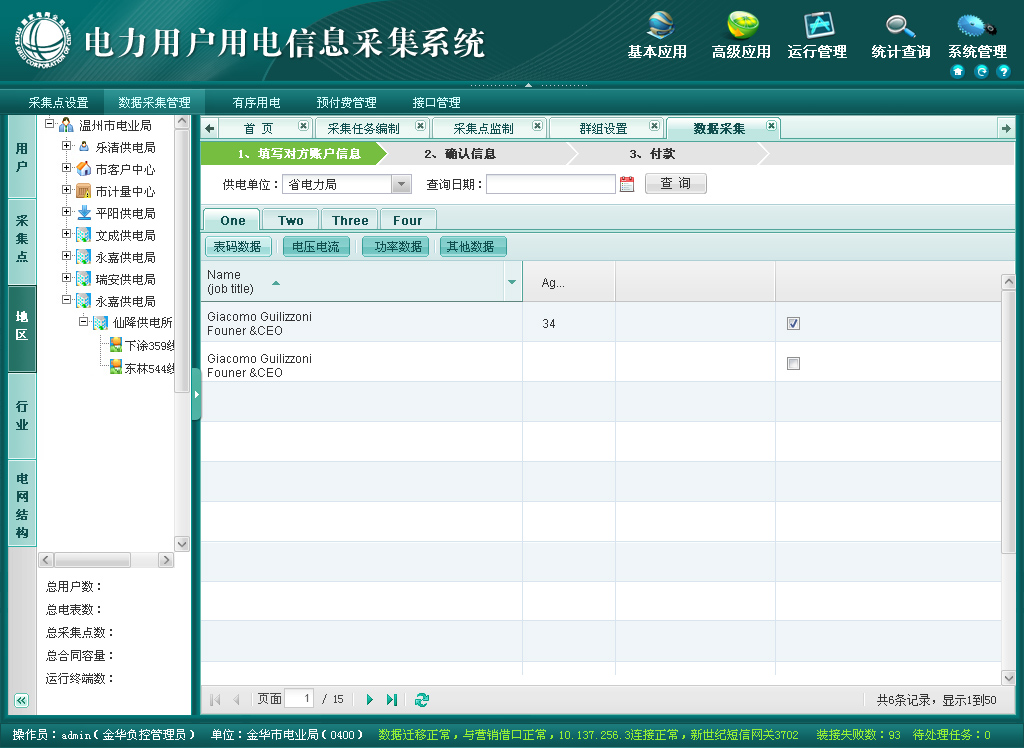 电力用户用电信息采集系统
基本应用 高级应用 运行管理 统计查询 系统管理
采集点设置 数据采集管理 有序用电 预付费管理 接口管理
用户
采集点
地区
行业
电网结构
温州市电业局
乐清供电局
市客户中心
市计量中心
平阳供电局
文成供电局
永嘉供电局
瑞安供电局
永嘉供电局
仙降供电所
下涂359线
东林544线
总用户数：
总电表数：
总采集点数：
总合同容量：
运行终端数：
首 页 采集任务编制 采集点监制 群组设置 数据采集
1、填写对方账户信息 2、确认信息 3、付款
供电单位： 省电力局 查询日期： 查 询
One Two Three Four
表码数据 电压电流 功率数据 其他数据
Name
(job title) Ag...
Giacomo Guilizzoni
Founer &CEO 34
Giacomo Guilizzoni
Founer &CEO
页面 1 / 15 共6条记录，显示1到50
操作员：admin（金华负控管理员） 单位：金华市电业局（0400） 数据迁移正常，与营销借口正常，10.137.256.3连接正常，新世纪短信网关3702 装接失败数：93 待处理任务：0